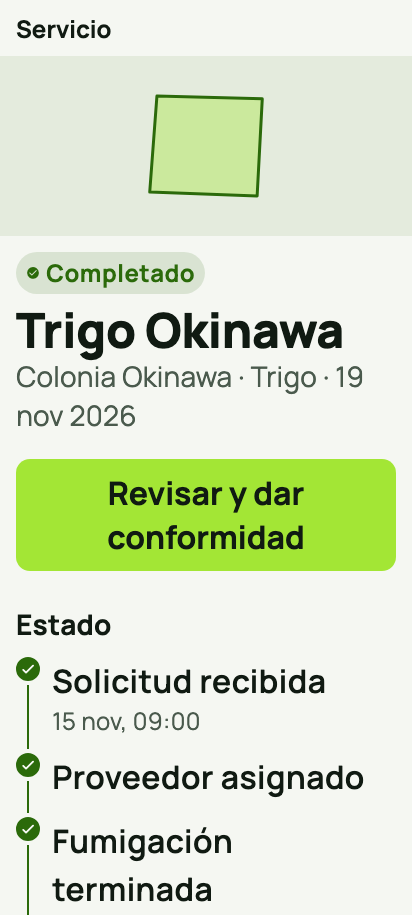 Servicio
Completado
Trigo Okinawa
Colonia Okinawa · Trigo · 19
nov 2026
Revisar y dar
conformidad
Estado
Solicitud recibida
15 nov, 09:00
Proveedor asignado
Fumigación
terminada